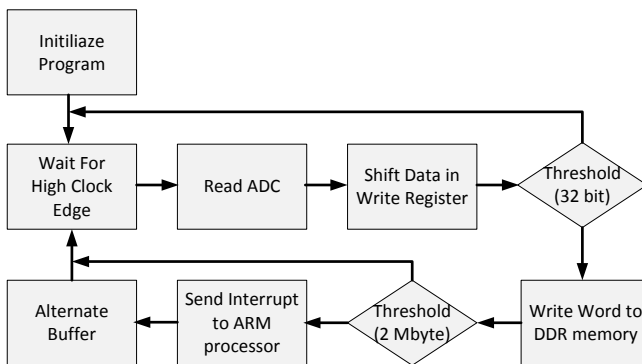 Initiliaze
Program
Wait For
High Clock
Edge
Read ADC
Shift Data in
Write Register
Threshold
(32 bit)
Alternate
Buffer
Send Interrupt
to ARM
processor
Threshold
(2 Mbyte)
Write Word to
DDR memory